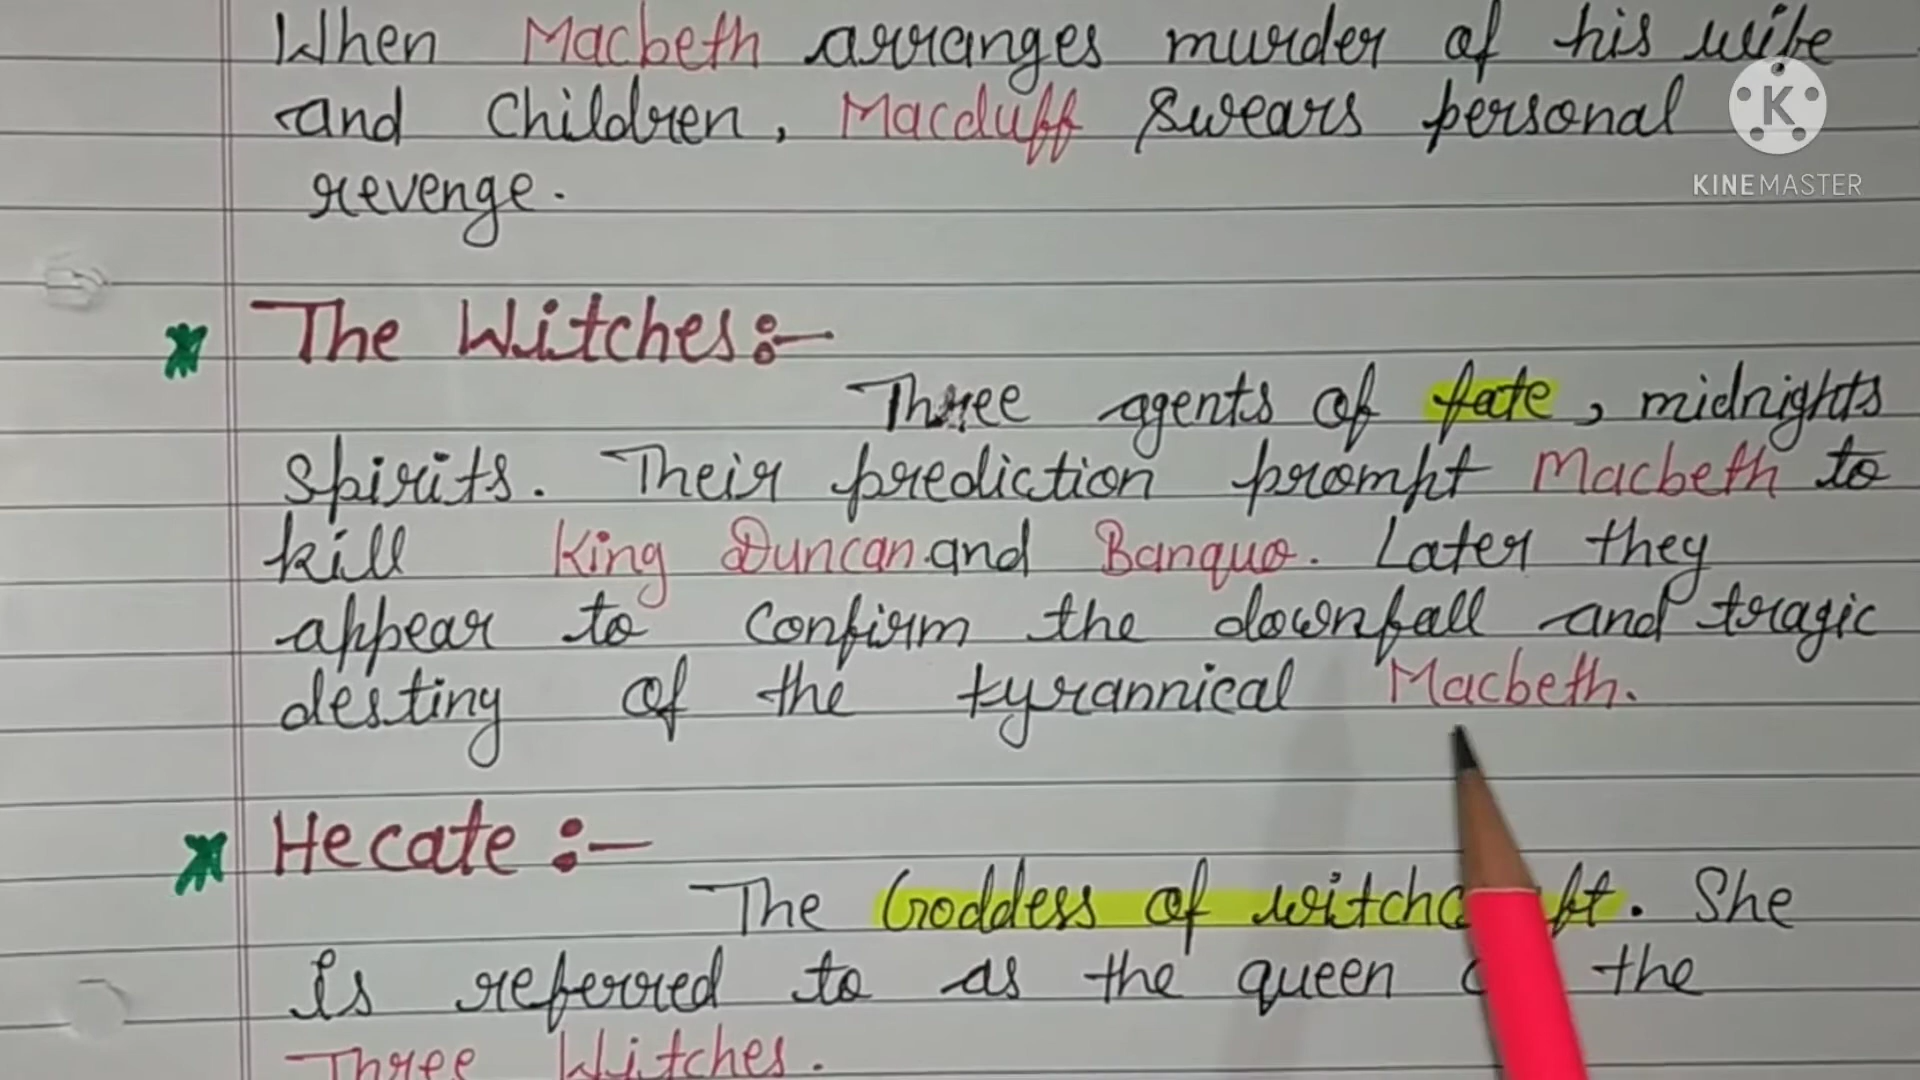 When Macbeth arranges murder of his wife
and children, Macduff swears personal
revenge.
KINEMASTER
The Witches:-
Three agents of fate, midnights
spirits. Their prediction prompt Macbeth to
kill King Duncan and Banquo. Later they
appear to confirm the downfall and tragic
destiny of the tyrannical Macbeth.
Hecate :-
The Goddess of witchcraft. She
is referred to as the queen the
Three Witches.